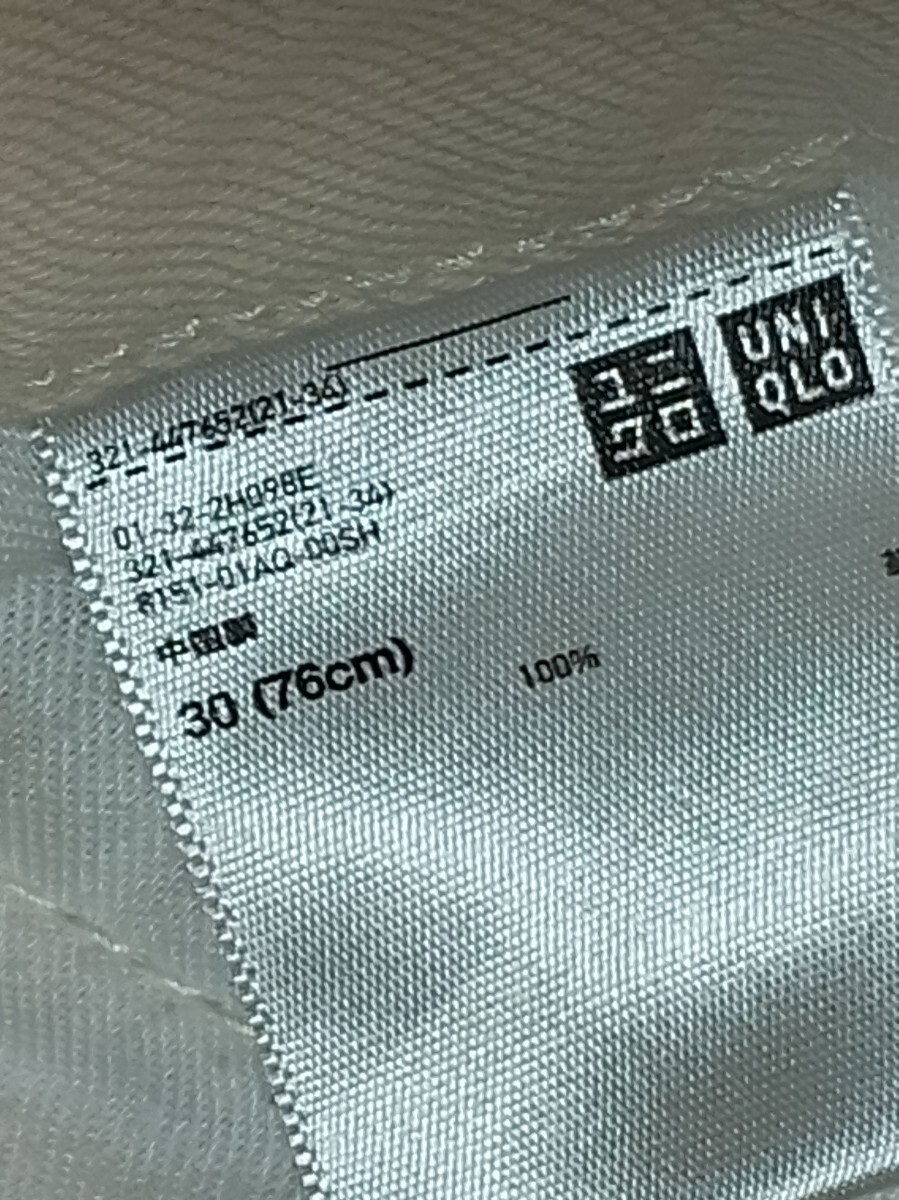 321-447652(21-34)
ユニ
クロ
UNI
QLO
01-32-2H098E
321-447652(21-34)
8151-01AQ-00SH
中国製
30 (76cm)
100%